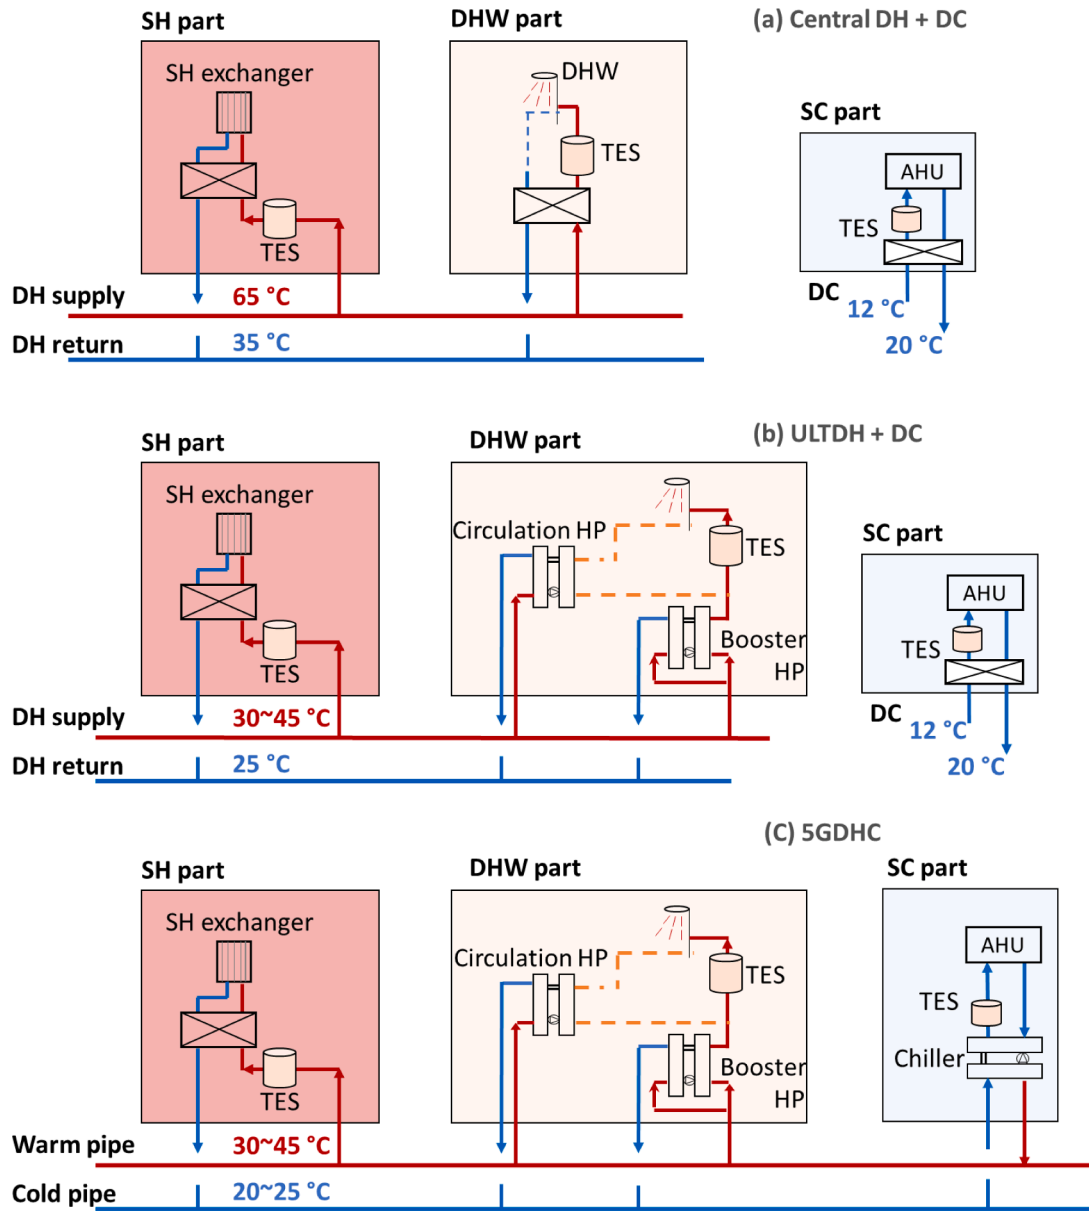 SH part
DHW part
(a) Central DH + DC
SH exchanger
DHW
SC part
TES
AHU
TES
TES
DH supply
65 °C
DC
12 °C
DH return
35 °C
20 °C
SH part
DHW part
(b) ULTDH + DC
SH exchanger
Circulation HP
TES
SC part
AHU
TES
Booster
HP
TES
DH supply
30~45 °C
DC
12 °C
DH return
25 °C
20 °C
(C) 5GDHC
SH part
DHW part
SC part
SH exchanger
Circulation HP
TES
AHU
TES
Chiller
Booster
HP
TES
Warm pipe
30~45 °C
Cold pipe
20~25 °C